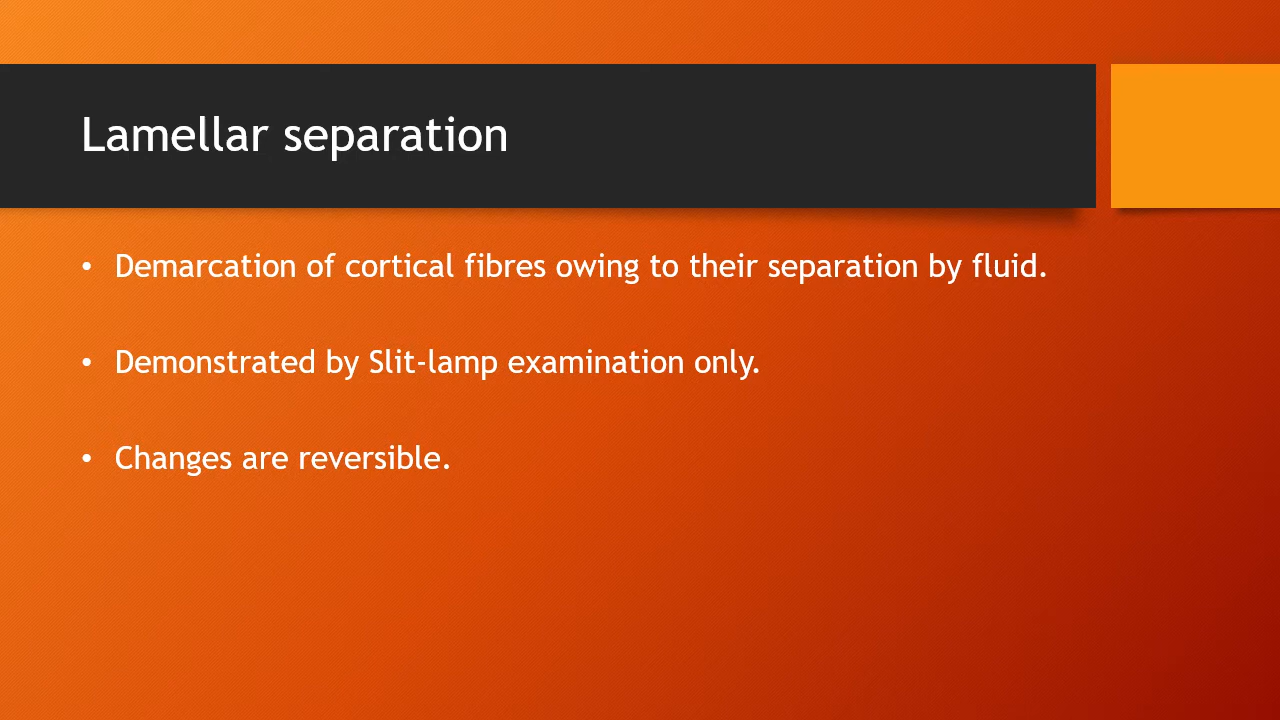 Lamellar separation
• Demarcation of cortical fibres owing to their separation by fluid.
• Demonstrated by Slit-lamp examination only.
• Changes are reversible.